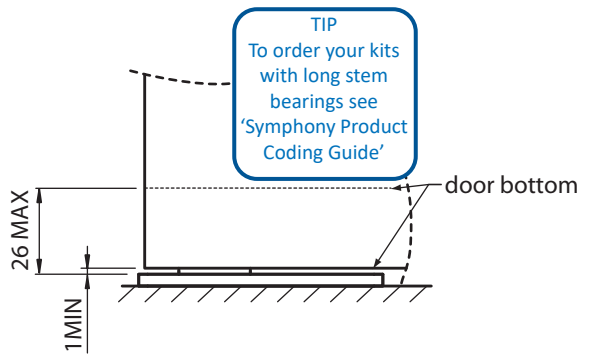 TIP
To order your kits
with long stem
bearings see
‘Symphony Product
Coding Guide’
door bottom
26 MAX
1MIN